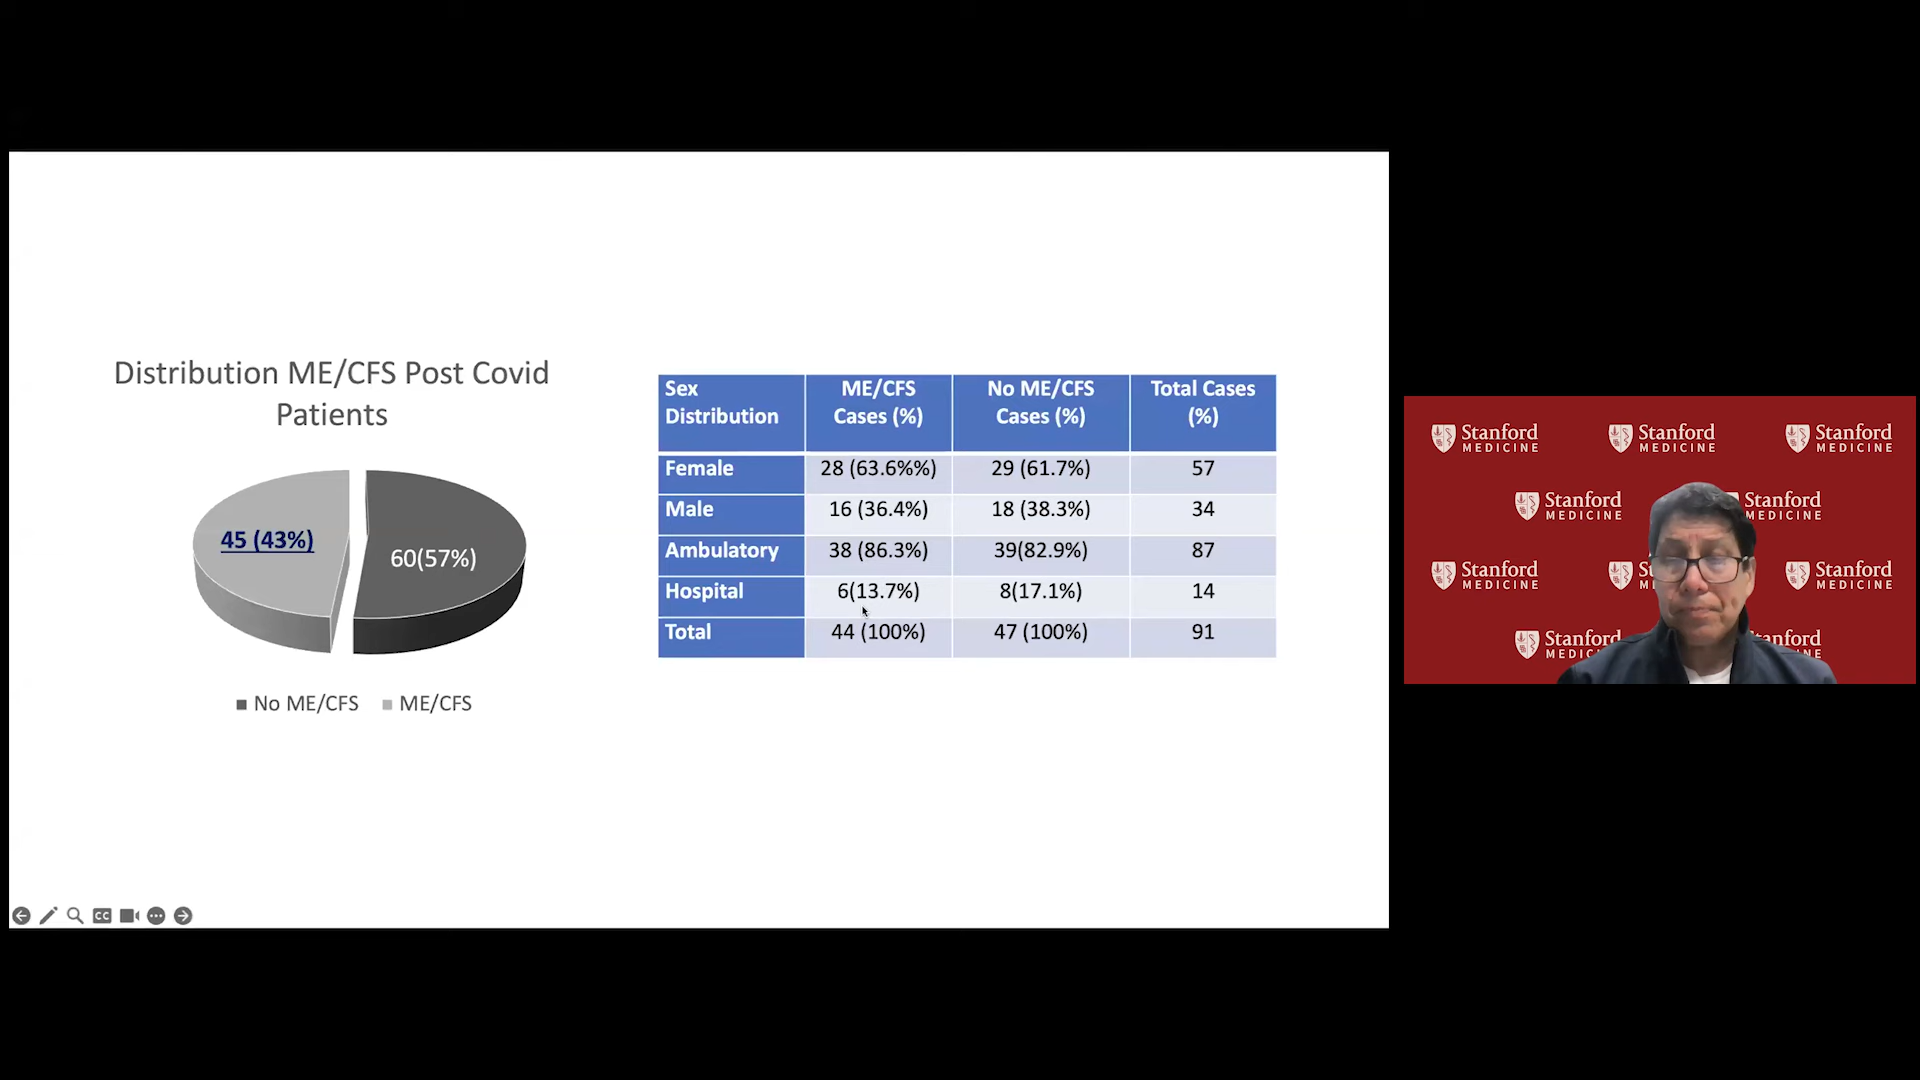 Distribution ME/CFS Post Covid
Patients
45 (43%)
60(57%)
No ME/CFS ME/CFS
Sex Distribution ME/CFS Cases (%) No ME/CFS Cases (%) Total Cases (%)
Female 28 (63.6%%) 29 (61.7%) 57
Male 16 (36.4%) 18 (38.3%) 34
Ambulatory 38 (86.3%) 39(82.9%) 87
Hospital 6(13.7%) 8(17.1%) 14
Total 44 (100%) 47 (100%) 91
CC
Stanford MEDICINE Stanford MEDICINE Stanford MEDICINE
Stanford MEDICINE Stanford MEDICINE
Stanford MEDICINE Stanford MEDICINE
Stanford